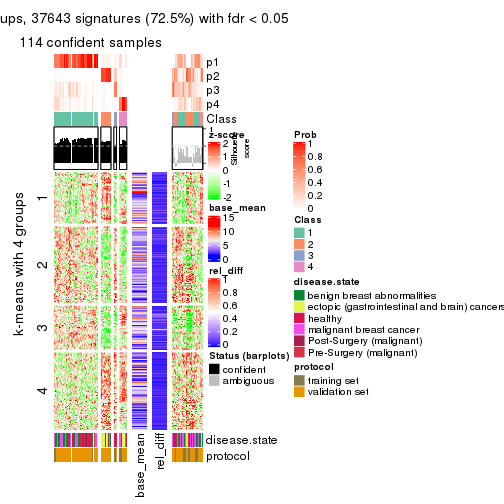 ups, 37643 signatures (72.5%) with fdr < 0.05
114 confident samples
p1
p2
p3
p4
Class
1
Silhouette
score
k-means with 4 groups
1
2
3
4
disease.state
protocol
base_mean
rel_diff
z-score
2
1
0
-1
-2
base_mean
15
10
5
0
rel_diff
1
0.8
0.6
0.4
0.2
0
Status (barplots)
confident
ambiguous
Prob
1
0.8
0.6
0.4
0.2
0
Class
1
2
3
4
disease.state
benign breast abnormalities
ectopic (gastrointestinal and brain) cancers
healthy
malignant breast cancer
Post-Surgery (malignant)
Pre-Surgery (malignant)
protocol
training set
validation set